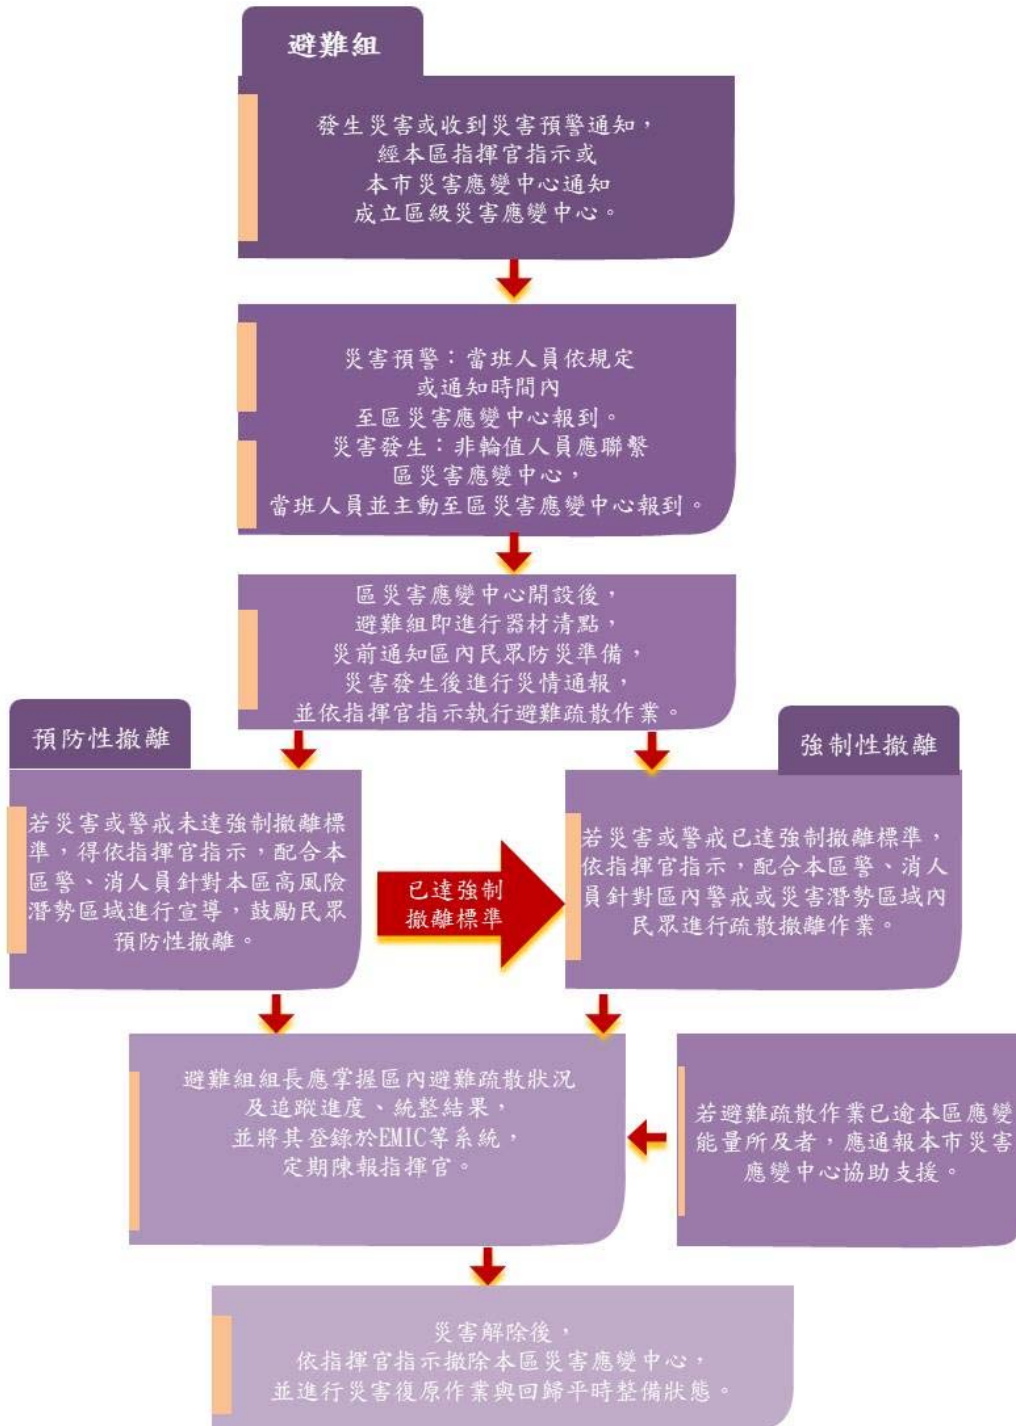 避難組
發生災害或收到災害預警通知，
經本區指揮官指示或
本市災害應變中心通知
成立區級災害應變中心。
災害預警：當班人員依規定
或通知時間內
至區災害應變中心報到。
災害發生：非輪值人員應聯繫
區災害應變中心，
當班人員並主動至區災害應變中心報到。
區災害應變中心開設後，
避難組即進行器材清點，
災前通知區內民眾防災準備，
災害發生後進行災情通報，
並依指揮官指示執行避難疏散作業。
預防性撤離
若災害或警戒未達強制撤離標
準，得依指揮官指示，配合本
區警、消人員針對本區高風險
潛勢區域進行宣導，鼓勵民眾
預防性撤離。
已達強制
撤離標準
強制性撤離
若災害或警戒已達強制撤離標準，
依指揮官指示，配合本區警、消人
員針對區內警戒或災害潛勢區域內
民眾進行疏散撤離作業。
避難組組長應掌握區內避難疏散狀況
及追蹤進度、統整結果，
並將其登錄於EMIC等系統，
定期陳報指揮官。
若避難疏散作業已逾本區應變
能量所及者，應通報本市災害
應變中心協助支援。
災害解除後，
依指揮官指示撤除本區災害應變中心，
並進行災害復原作業與回歸平時整備狀態。